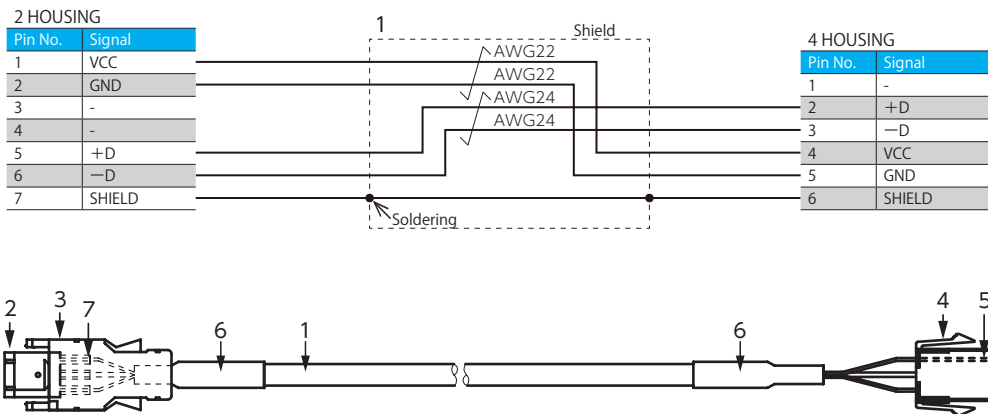 2 HOUSING
Pin No. Signal
1 VCC
2 GND
3 -
4 -
5 +D
6 —D
7 SHIELD
1
Shield
AWG22
AWG22
AWG24
AWG24
Soldering
4 HOUSING
Pin No. Signal
1 -
2 +D
3 —D
4 VCC
5 GND
6 SHIELD
2 3 7 6 1 6 4 5